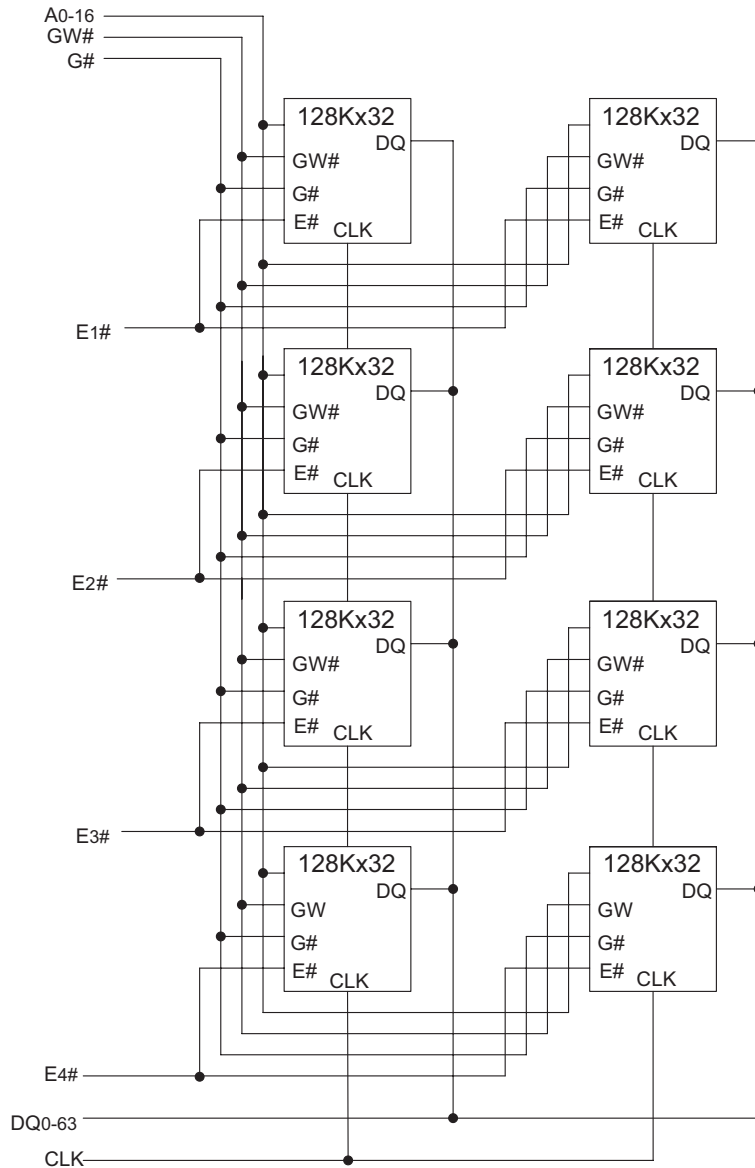 A0-16
GW#
G#
128Kx32
DQ
GW#
G#
E#
CLK
128Kx32
DQ
GW#
G#
E#
CLK
E1#
128Kx32
DQ
GW#
G#
E#
CLK
128Kx32
DQ
GW#
G#
E#
CLK
E2#
128Kx32
DQ
GW#
G#
E#
CLK
128Kx32
DQ
GW#
G#
E#
CLK
E3#
128Kx32
DQ
GW
G#
E#
CLK
128Kx32
DQ
GW
G#
E#
CLK
E4#
DQ0-63
CLK